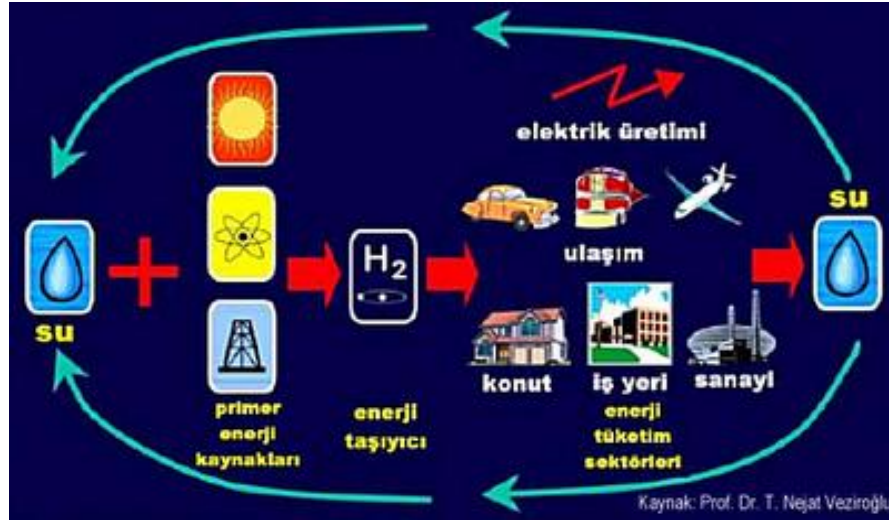 elektrik üretimi
su
H2
ulaşım
su
konut
iş yeri
sanayi
primer
enerji
kaynakları
enerji
taşıyıcı
enerji
tüketim
sektörleri
Kaynak: Prof. Dr. T. Nejat Veziroğlu